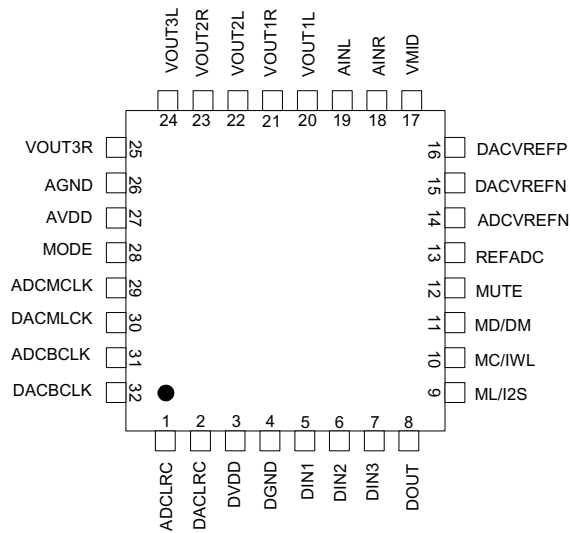 VOUT3L
VOUT2R
VOUT2L
VOUT1R
VOUT1L
AINL
AINR
VMID
24 23 22 21 20 19 18 17
VOUT3R 25 16 DACVREFP
AGND 26 15 DACVREFN
AVDD 27 14 ADCVREFN
MODE 28 13 REFADC
ADCMCLK 29 12 MUTE
DACMLCK 30 11 MD/DM
ADCBCLK 31 10 MC/IWL
DACBCLK 32 9 ML/I2S
1 2 3 4 5 6 7 8
ADCLRC
DACLRC
DVDD
DGND
DIN1
DIN2
DIN3
DOUT